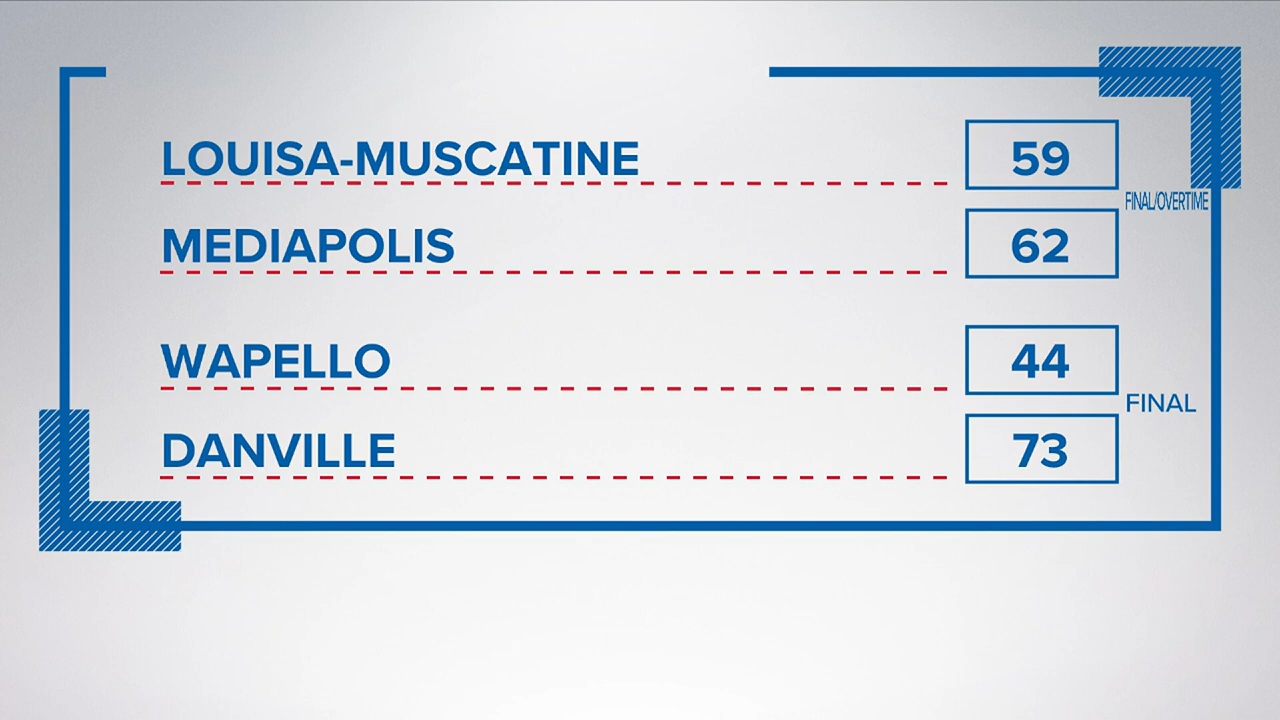 LOUISA-MUSCATINE 59
FINAL/OVERTIME
MEDIAPOLIS 62
WAPELLO 44
FINAL
DANVILLE 73